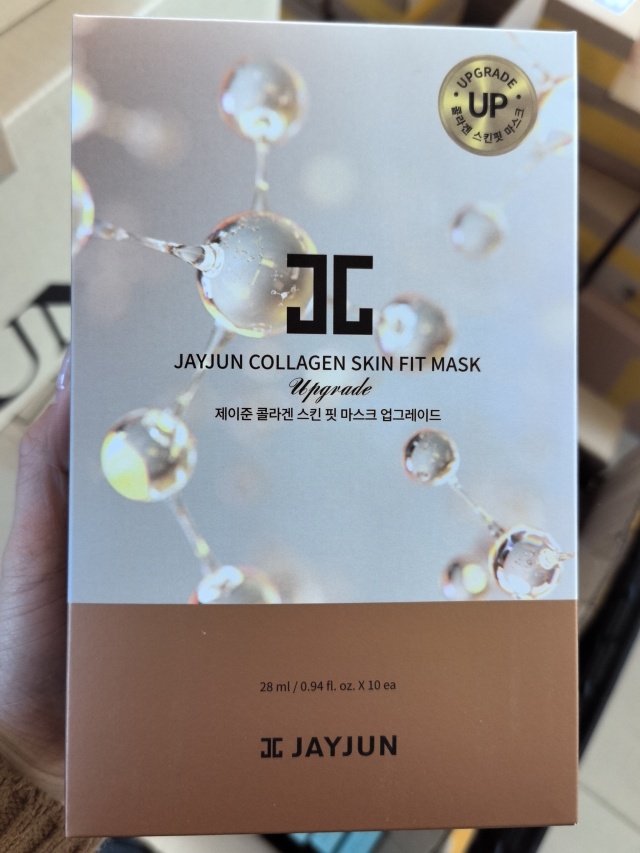 UPGRADE
UP
콜라겐 스킨핏 마스크
JAYJUN COLLAGEN SKIN FIT MASK
Upgrade
제이준 콜라겐 스킨 핏 마스크 업그레이드
28 ml / 0.94 fl. oz. X 10 ea
JAYJUN